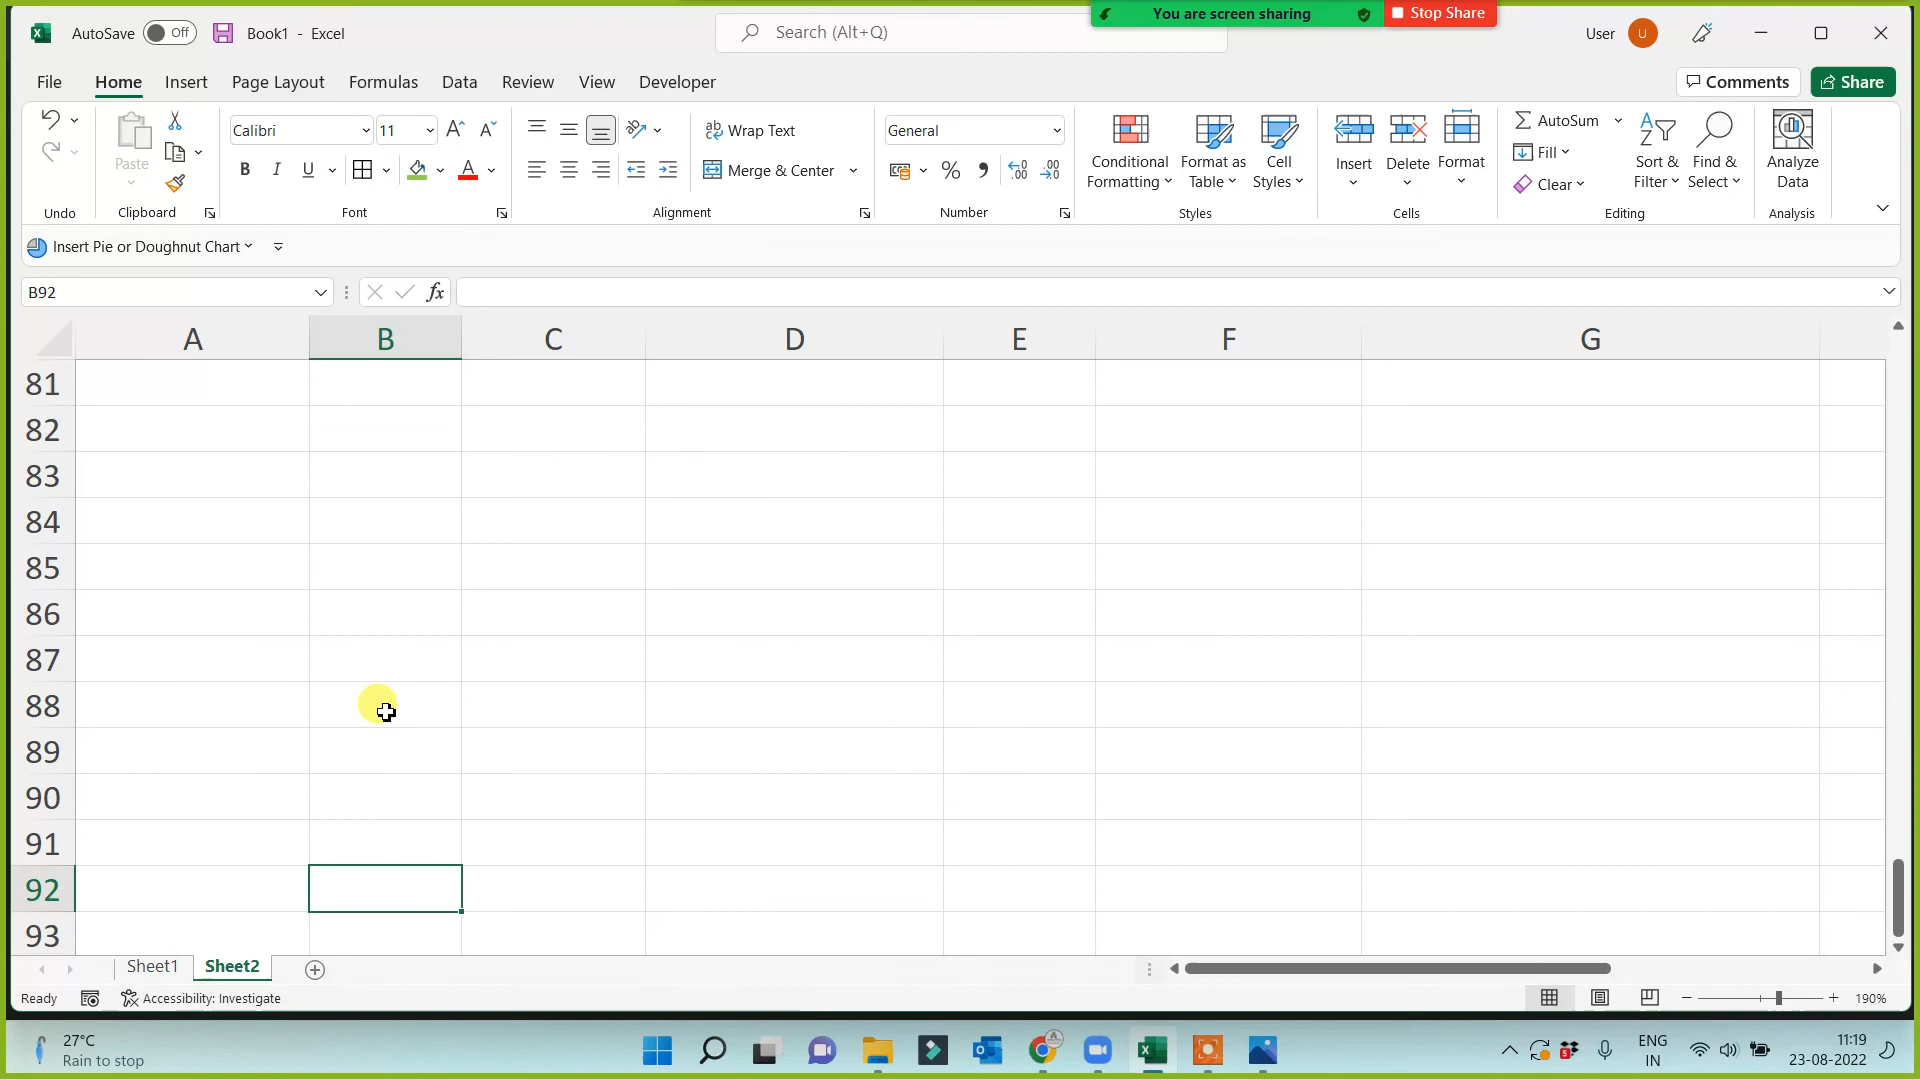 You are screen sharing
Stop Share
AutoSave Off Book1 - Excel
Search (Alt+Q)
User U
File Home Insert Page Layout Formulas Data Review View Developer
Comments Share
Paste
Undo
Clipboard
Calibri 11
B I U A
Font
ab Wrap Text
Merge & Center
Alignment
General
%
Number
Conditional Formatting
Format as Table
Cell Styles
Styles
Insert Delete Format
Cells
AutoSum
Fill
Clear
Sort & Filter
Find & Select
Editing
Analyze Data
Analysis
Insert Pie or Doughnut Chart
B92
fx
A B C D E F G
81
82
83
84
85
86
87
88
89
90
91
92
93
Sheet1 Sheet2
Ready
Accessibility: Investigate
190%
27°C
Rain to stop
ENG
IN
11:19
23-08-2022